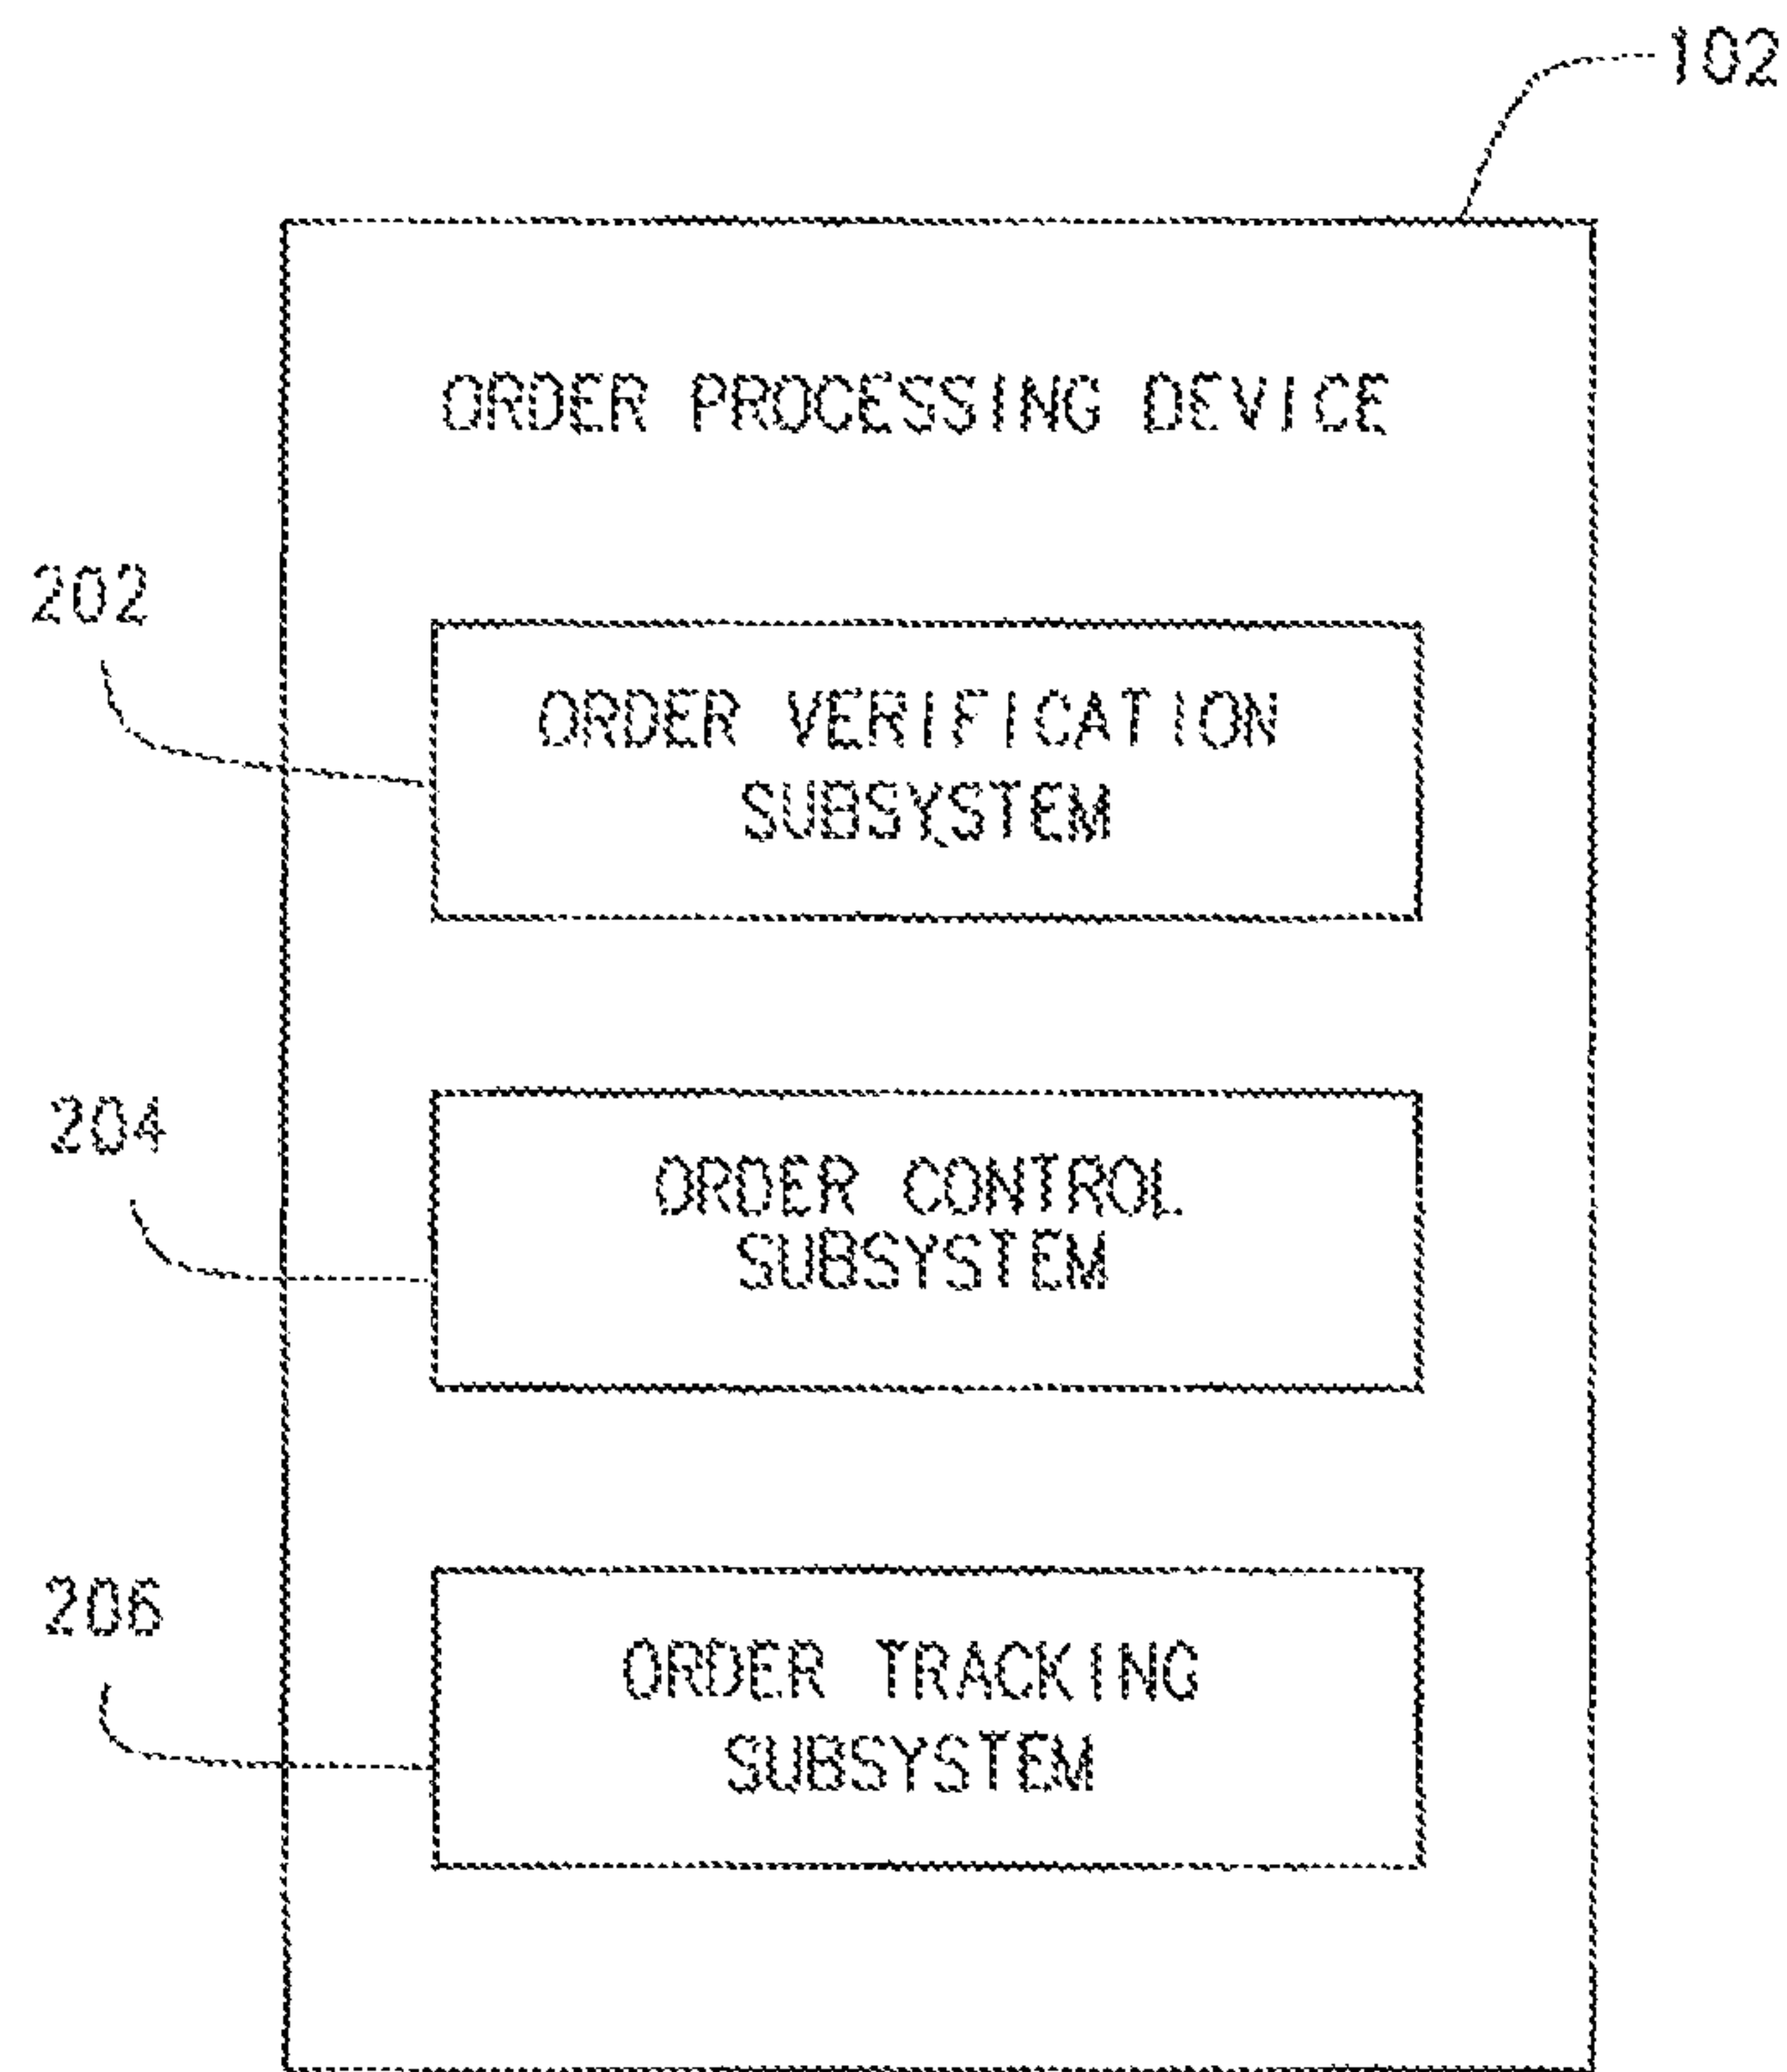 102
ORDER PROCESSING DEVICE
202
ORDER VERIFICATION
SUBSYSTEM
204
ORDER CONTROL
SUBSYSTEM
206
ORDER TRACKING
SUBSYSTEM